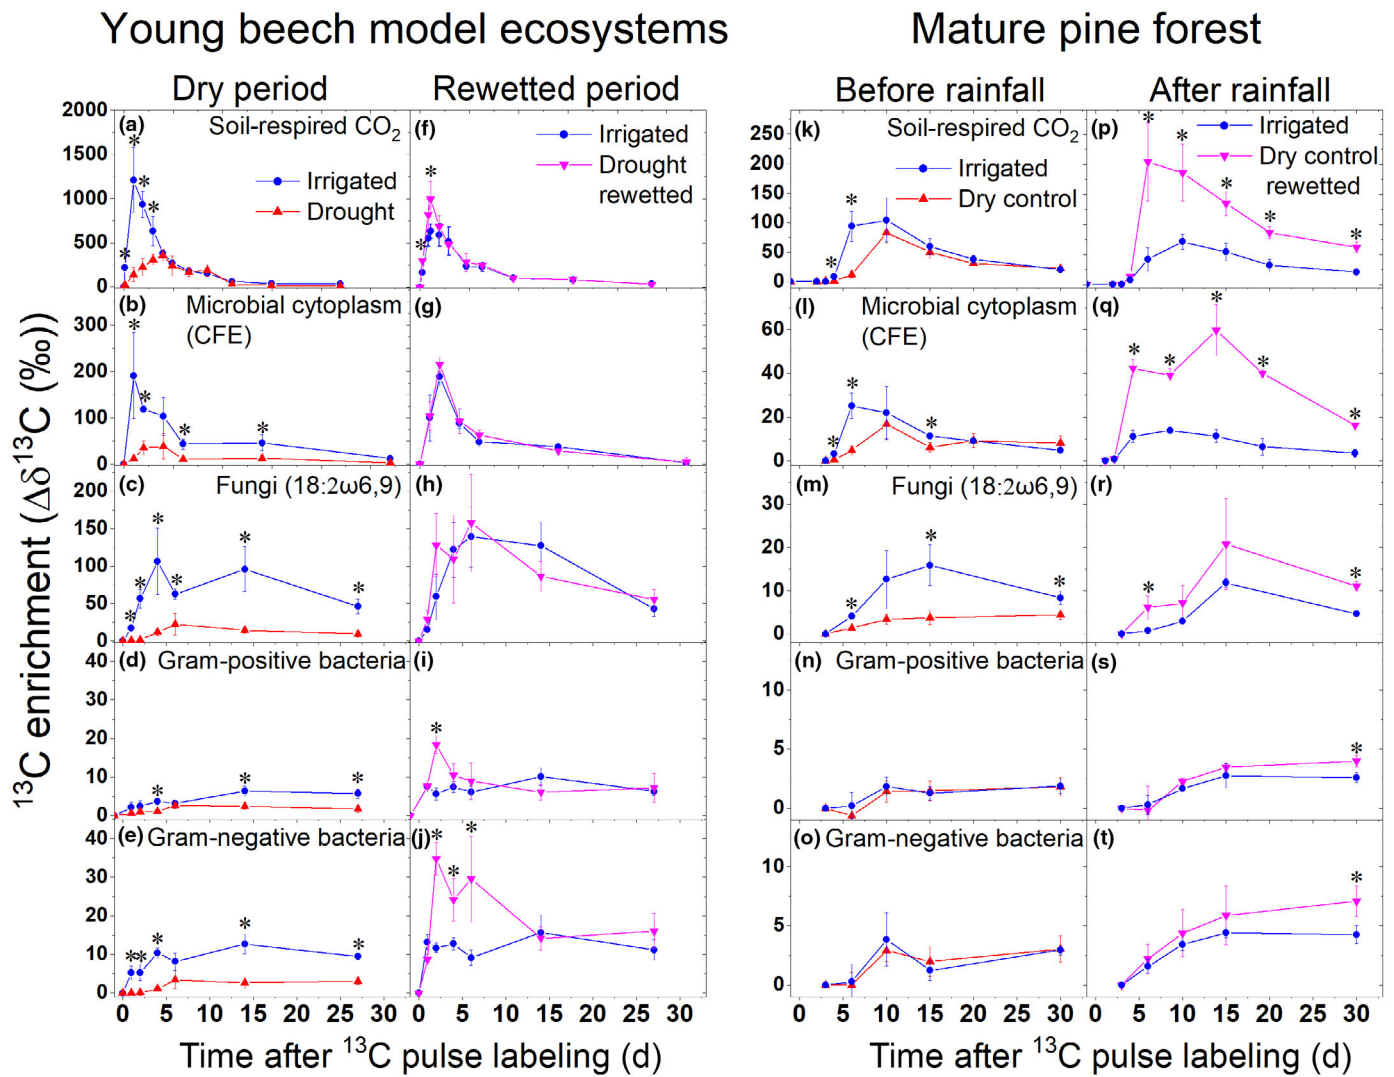 Young beech model ecosystems
Mature pine forest
Dry period
Rewetted period
Before rainfall
After rainfall
¹³C enrichment (Δδ¹³C (‰))
(a)
Soil-respired CO₂
Irrigated
Drought
2000
1500
1000
500
0
(f)
Irrigated
Drought
rewetted
(k)
Soil-respired CO₂
Irrigated
Dry control
250
200
150
100
50
0
(p)
Irrigated
Dry control
rewetted
(b)
Microbial cytoplasm
(CFE)
300
200
100
0
(g)
(l)
Microbial cytoplasm
(CFE)
60
40
20
0
(q)
(c)
Fungi (18:2ω6,9)
200
150
100
50
0
(h)
(m)
Fungi (18:2ω6,9)
30
20
10
0
(r)
(d)
Gram-positive bacteria
40
30
20
10
0
(i)
(n)
Gram-positive bacteria
10
5
0
(s)
(e)
Gram-negative bacteria
40
30
20
10
0
(j)
(o)
Gram-negative bacteria
10
5
0
(t)
0 5 10 15 20 25 30
0 5 10 15 20 25 30
0 5 10 15 20 25 30
0 5 10 15 20 25 30
Time after ¹³C pulse labeling (d)
Time after ¹³C pulse labeling (d)